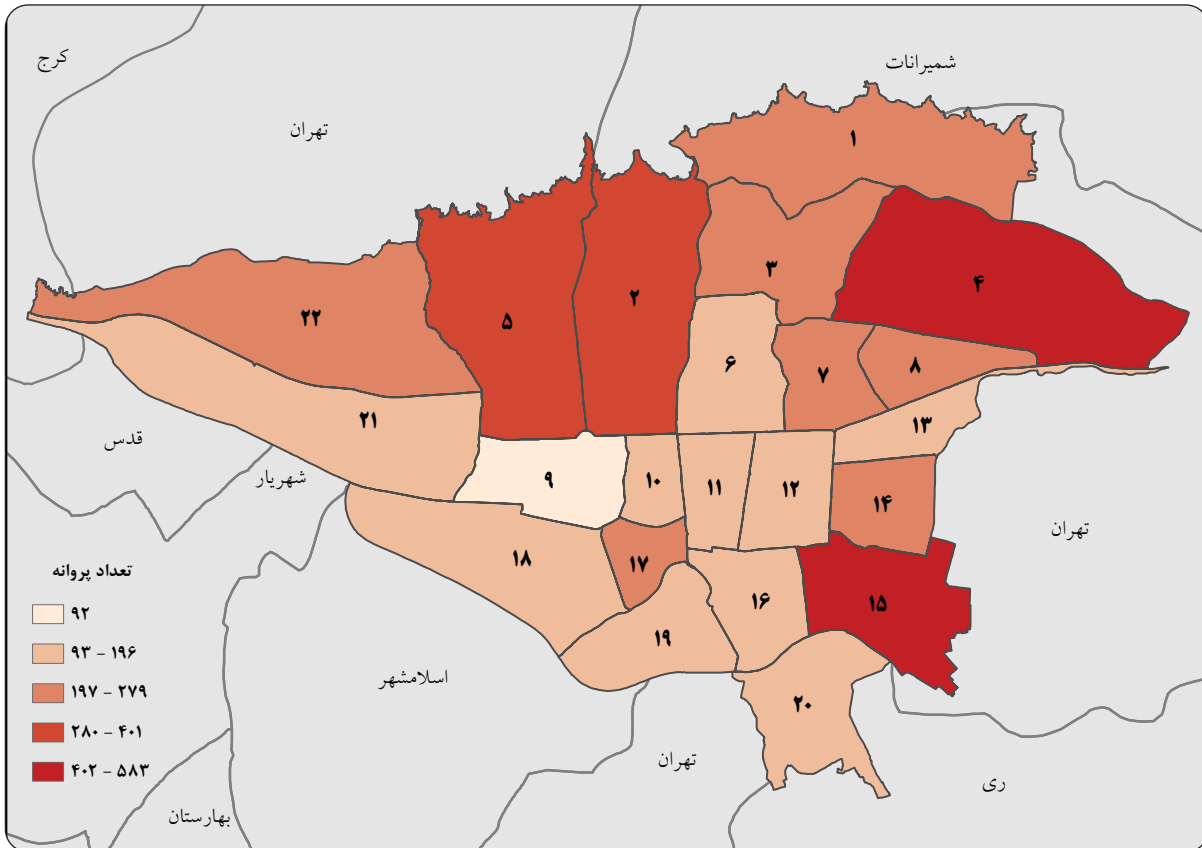 کرج
شمیرانات
تهران
۱
۳
۴
۲
۵
۲۲
۶
۷
۸
۲۱
۱۳
قدس
شهریار
۹
۱۰
۱۱
۱۲
۱۴
تهران
۱۸
۱۷
۱۶
۱۵
۱۹
اسلامشهر
۲۰
تهران
ری
بهارستان
تعداد پروانه
۹۲
۹۳ - ۱۹۶
۱۹۷ - ۲۷۹
۲۸۰ - ۴۰۱
۴۰۲ - ۵۸۳